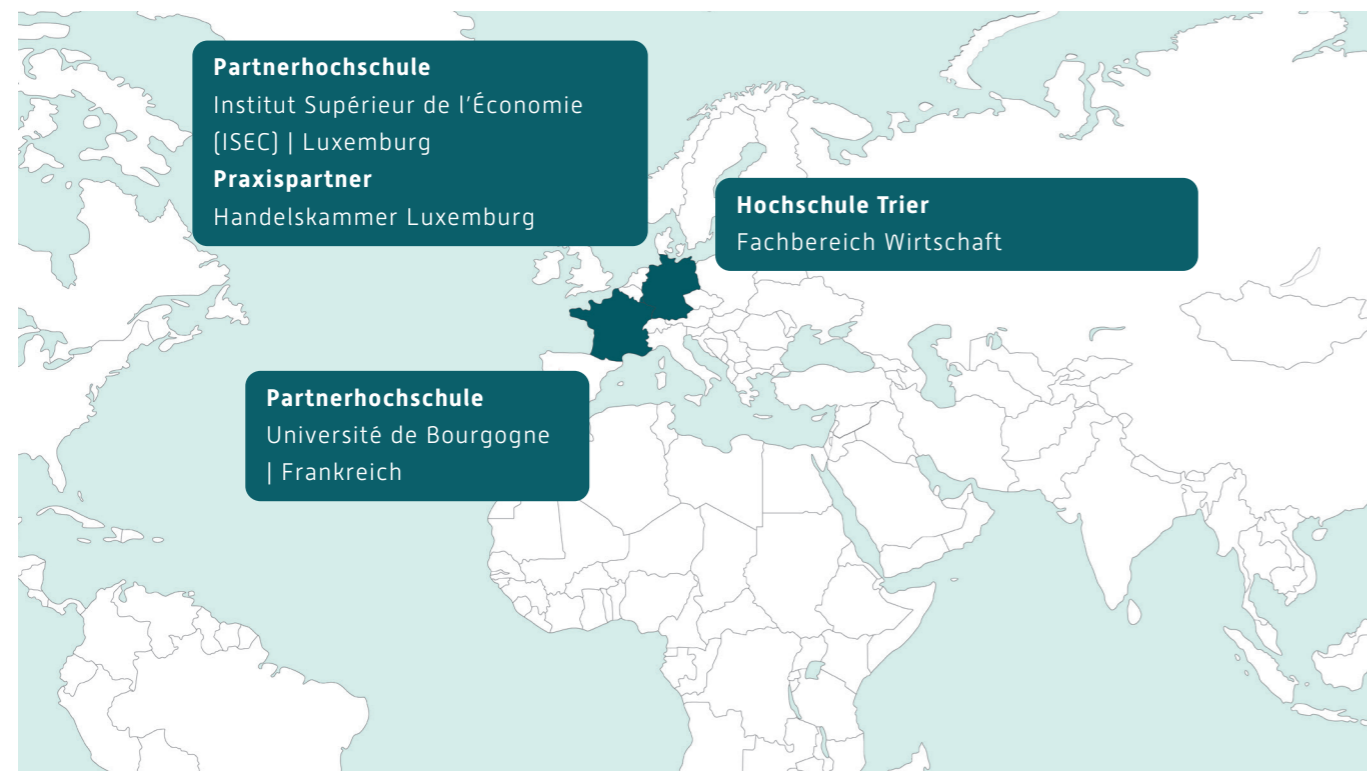 Partnerhochschule
Institut Supérieur de l’Économie
(ISEC) | Luxemburg
Praxispartner
Handelskammer Luxemburg
Hochschule Trier
Fachbereich Wirtschaft
Partnerhochschule
Université de Bourgogne
| Frankreich